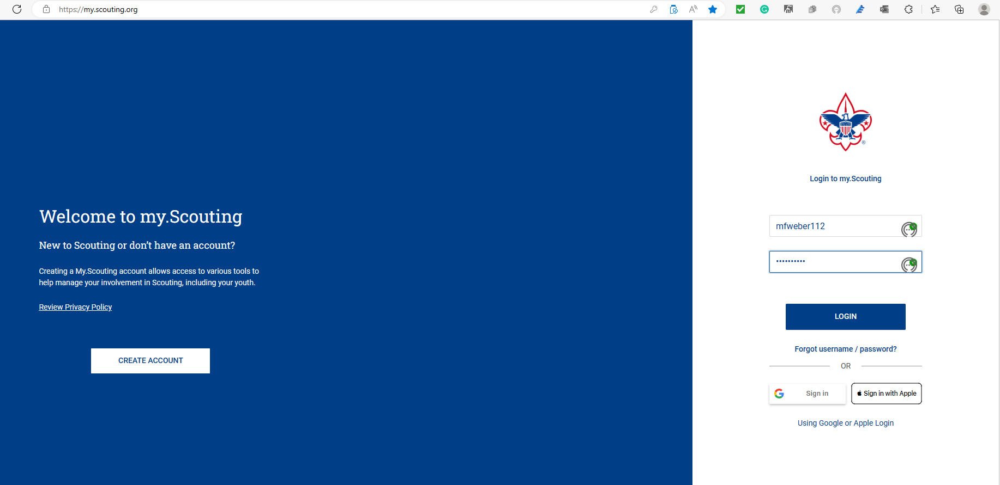 https://my.scouting.org
Welcome to my.Scouting
New to Scouting or don’t have an account?
Creating a My.Scouting account allows access to various tools to
help manage your involvement in Scouting, including your youth.
Review Privacy Policy
CREATE ACCOUNT
®
Login to my.Scouting
mfweber112
••••••••••
LOGIN
Forgot username / password?
OR
Sign in
Sign in with Apple
Using Google or Apple Login